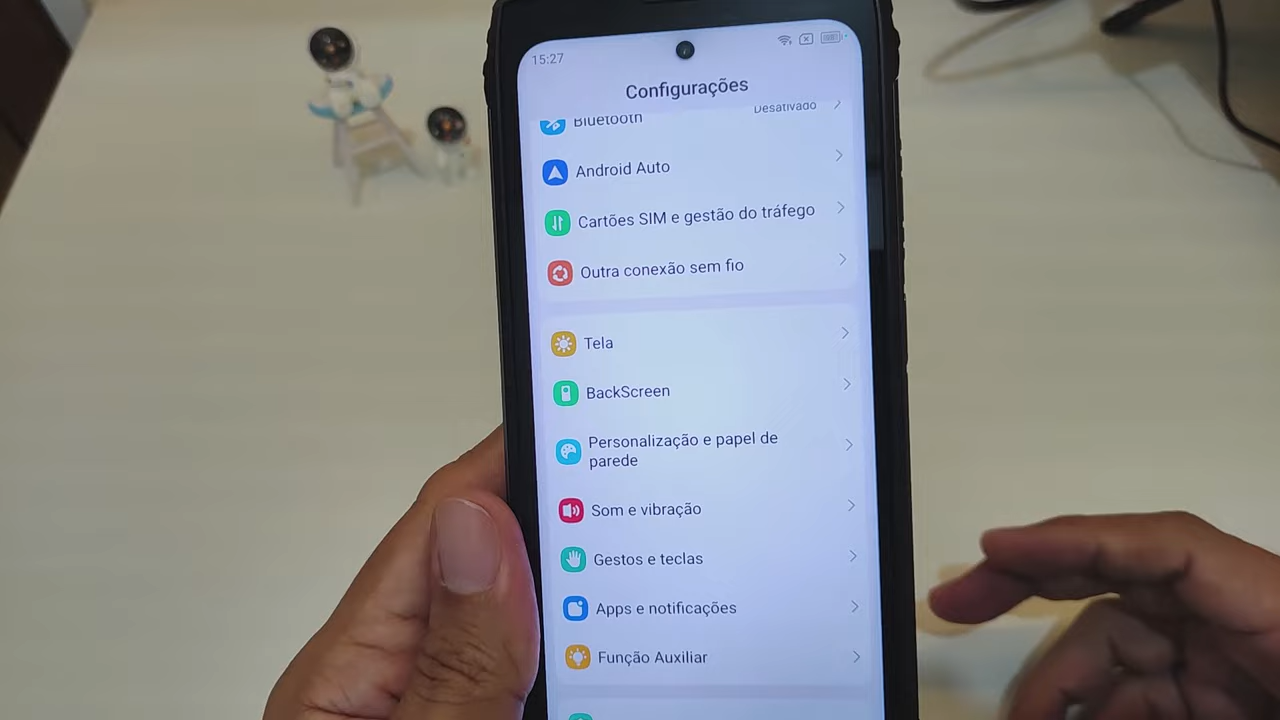 15:27
Configurações
Bluetooth
Desativado
Android Auto
Cartões SIM e gestão do tráfego
Outra conexão sem fio
Tela
BackScreen
Personalização e papel de
parede
Som e vibração
Gestos e teclas
Apps e notificações
Função Auxiliar